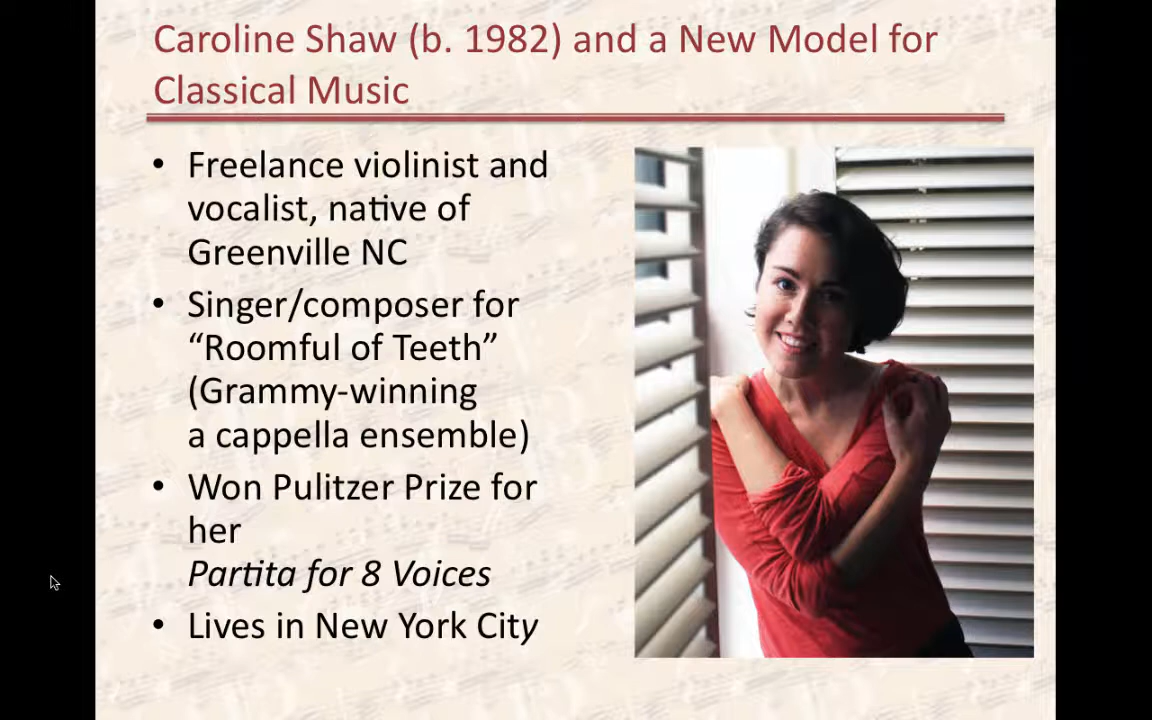 Caroline Shaw (b. 1982) and a New Model for
Classical Music
• Freelance violinist and
vocalist, native of
Greenville NC
• Singer/composer for
“Roomful of Teeth”
(Grammy-winning
a cappella ensemble)
• Won Pulitzer Prize for
her
Partita for 8 Voices
• Lives in New York City